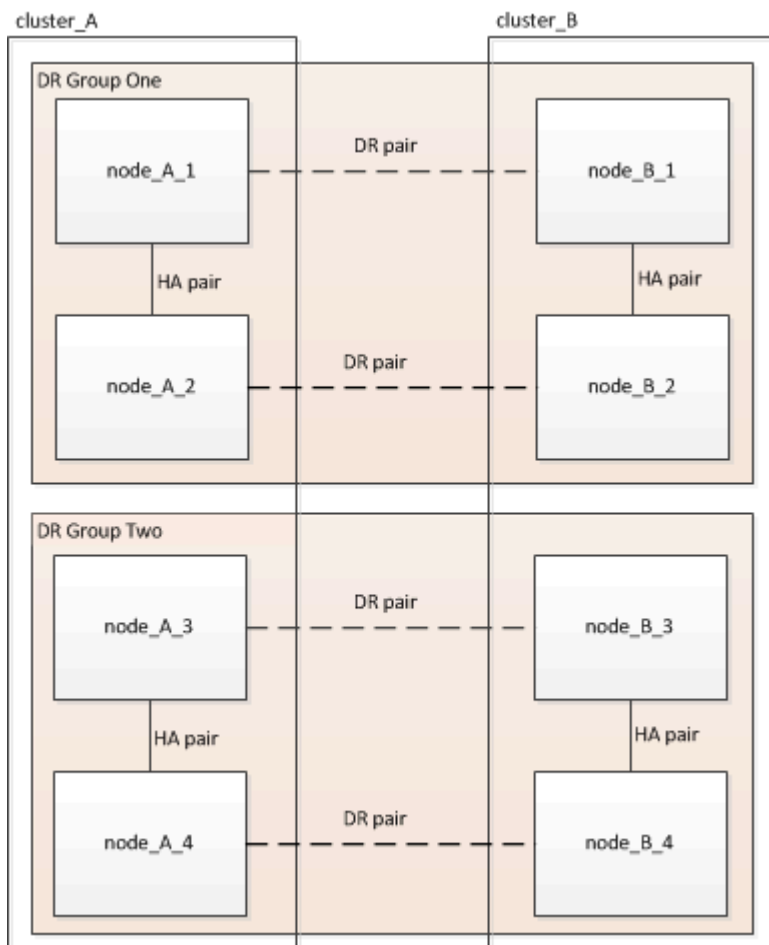 cluster_A
cluster_B
DR Group One
node_A_1
DR pair
node_B_1
HA pair
HA pair
node_A_2
DR pair
node_B_2
DR Group Two
node_A_3
DR pair
node_B_3
HA pair
HA pair
node_A_4
DR pair
node_B_4